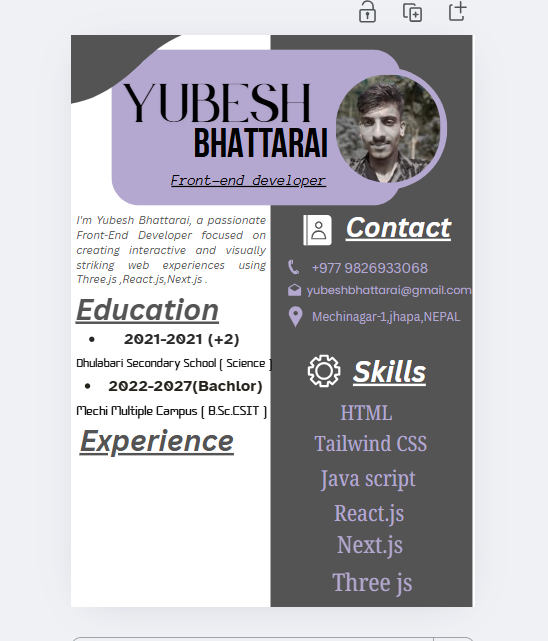 YUBESH
BHATTARAI
Front-end developer
I'm Yubesh Bhattarai, a passionate
Front-End Developer focused on
creating interactive and visually
striking web experiences using
Three.js ,React.js,Next.js .
Education
2021-2021 (+2)
Dhulabari Secondary School [ Science ]
2022-2027(Bachlor)
Mechi Multiple Campus [ B.Sc.CSIT ]
Experience
Contact
+977 9826933068
yubeshbhattarai@gmail.com
Mechinagar-1,jhapa,NEPAL
Skills
HTML
Tailwind CSS
Java script
React.js
Next.js
Three js